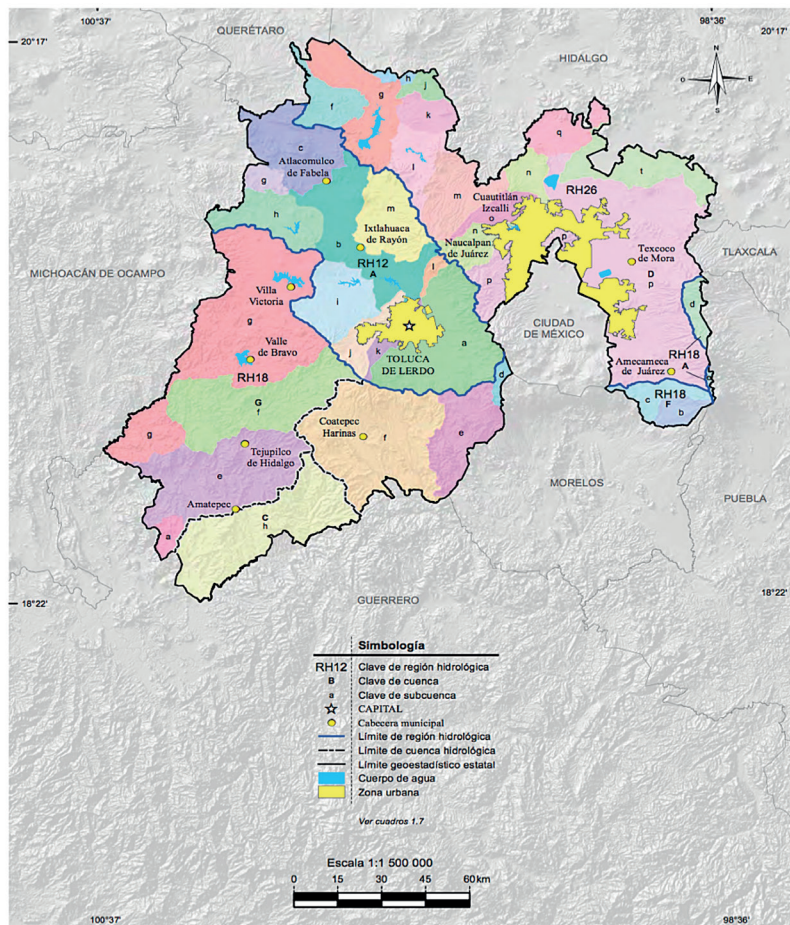 100°37'
98°36'
20°17'
20°17'
QUERÉTARO
HIDALGO
N
O
E
S
h
j
g
f
k
q
c
Atlacomulco
de Fabela
l
n
t
RH26
g
m
Cuautitlán
Izcalli
o
m
h
Ixtlahuaca
de Rayón
n
Naucalpan
de Juárez
p
Texcoco
de Mora
TLAXCALA
b
RH12
A
l
D
p
MICHOACÁN DE OCAMPO
Villa
Victoria
i
p
d
g
CIUDAD
DE MÉXICO
Valle
de Bravo
j
k
TOLUCA
DE LERDO
a
RH18
A
Amecameca
de Juárez
RH18
d
c
RH18
F
b
G
f
g
Coatepec
Harinas
f
e
Tejupilco
de Hidalgo
e
MORELOS
PUEBLA
Amatepec
C
h
a
18°22'
18°22'
GUERRERO
Simbología
RH12 Clave de región hidrológica
B Clave de cuenca
a Clave de subcuenca
CAPITAL
Cabecera municipal
Límite de región hidrológica
Límite de cuenca hidrológica
Límite geoestadístico estatal
Cuerpo de agua
Zona urbana
Ver cuadros 1.7
Escala 1:1 500 000
0 15 30 45 60 km
100°37'
98°36'